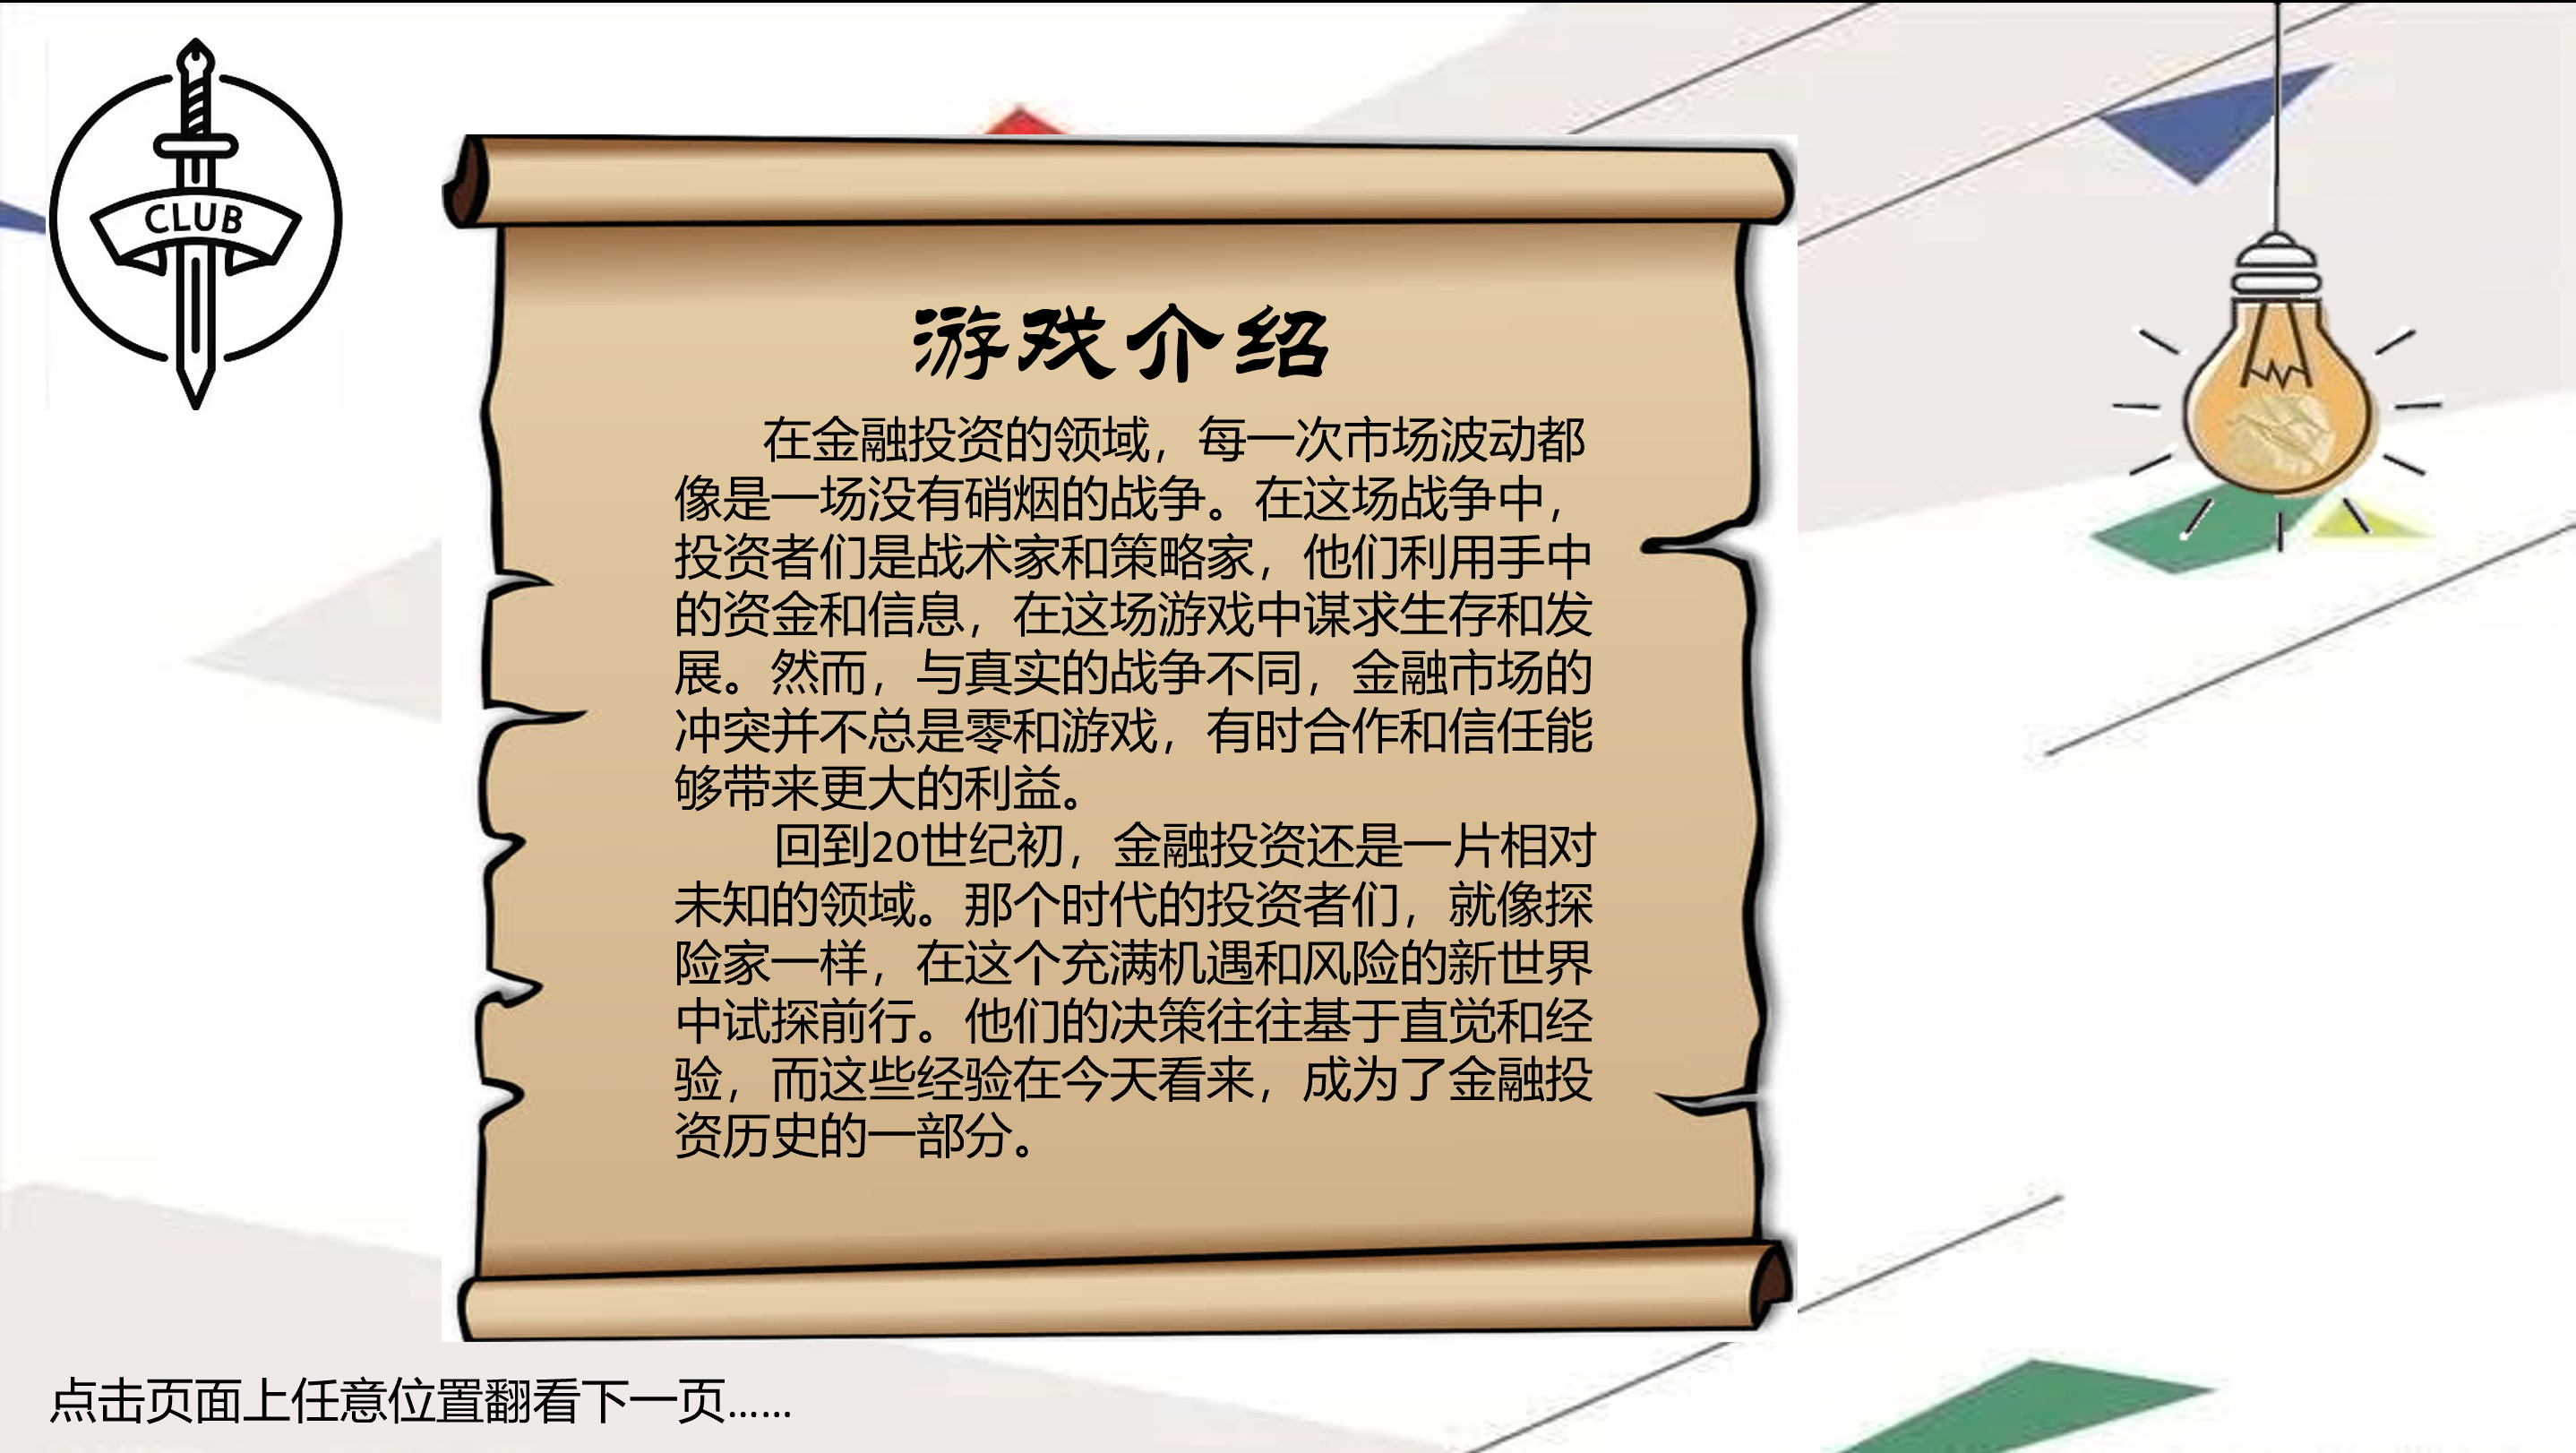 CLUB
游戏介绍
在金融投资的领域，每一次市场波动都
像是一场没有硝烟的战争。在这场战争中，
投资者们是战术家和策略家，他们利用手中
的资金和信息，在这场游戏中谋求生存和发
展。然而，与真实的战争不同，金融市场的
冲突并不总是零和游戏，有时合作和信任能
够带来更大的利益。
回到20世纪初，金融投资还是一片相对
未知的领域。那个时代的投资者们，就像探
险家一样，在这个充满机遇和风险的新世界
中试探前行。他们的决策往往基于直觉和经
验，而这些经验在今天看来，成为了金融投
资历史的一部分。
点击页面上任意位置翻看下一页……